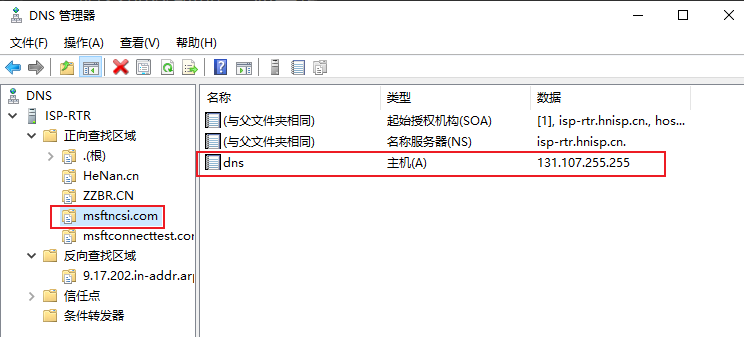 DNS 管理器
文件(F) 操作(A) 查看(V) 帮助(H)
DNS
ISP-RTR
正向查找区域
.(根)
HeNan.cn
ZZBR.CN
msftncsi.com
msftconnecttest.com
反向查找区域
9.17.202.in-addr.arp
信任点
条件转发器
名称 类型 数据
(与父文件夹相同) 起始授权机构(SOA) [1], isp-rtr.hnisp.cn., hos...
(与父文件夹相同) 名称服务器(NS) isp-rtr.hnisp.cn.
dns 主机(A) 131.107.255.255